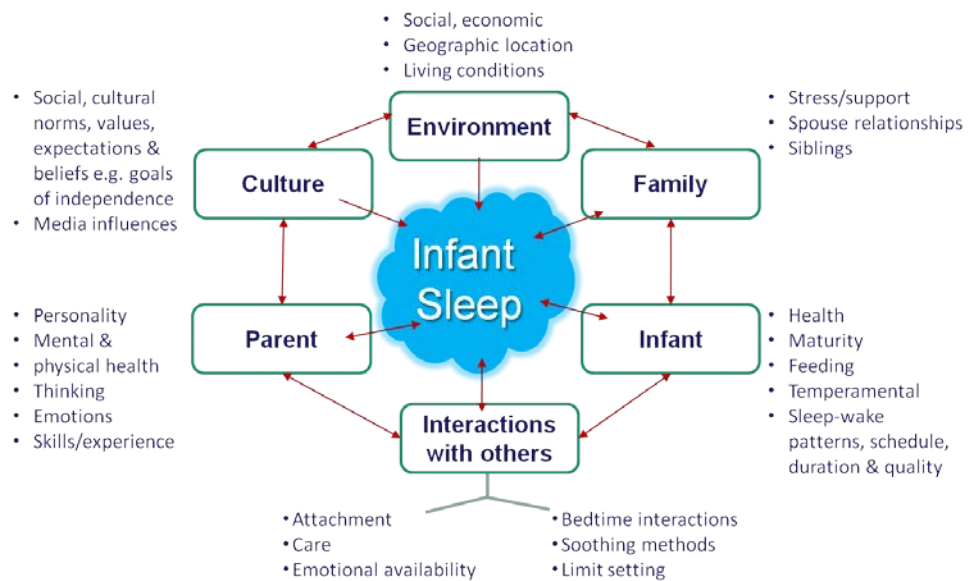 • Social, economic
• Geographic location
• Living conditions
Environment
• Social, cultural
norms, values,
expectations &
beliefs e.g. goals
of independence
• Media influences
Culture
Family
• Stress/support
• Spouse relationships
• Siblings
Infant
Sleep
• Personality
• Mental &
• physical health
• Thinking
• Emotions
• Skills/experience
Parent
Infant
• Health
• Maturity
• Feeding
• Temperamental
• Sleep-wake
patterns, schedule,
duration & quality
Interactions
with others
• Attachment
• Care
• Emotional availability
• Bedtime interactions
• Soothing methods
• Limit setting